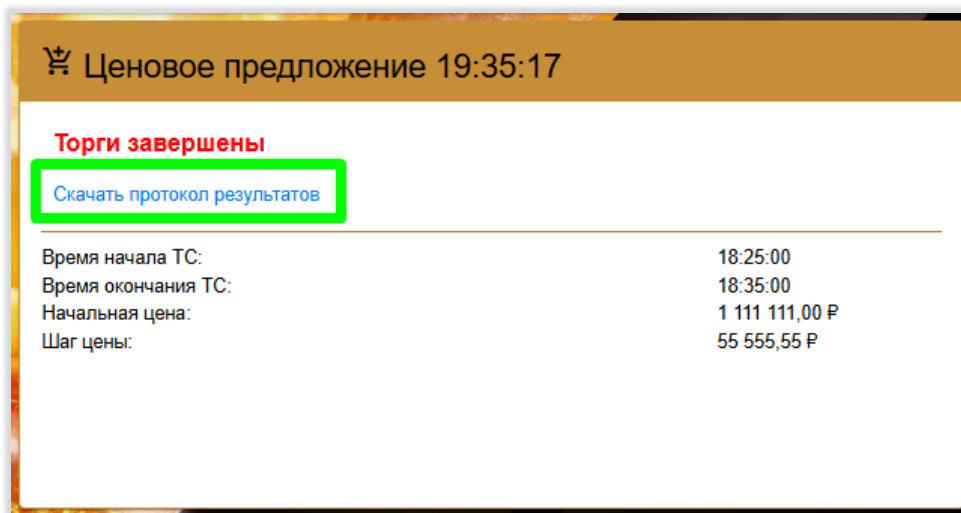 Ценовое предложение 19:35:17
Торги завершены
Скачать протокол результатов
Время начала ТС: 18:25:00
Время окончания ТС: 18:35:00
Начальная цена: 1 111 111,00 ₽
Шаг цены: 55 555,55 ₽